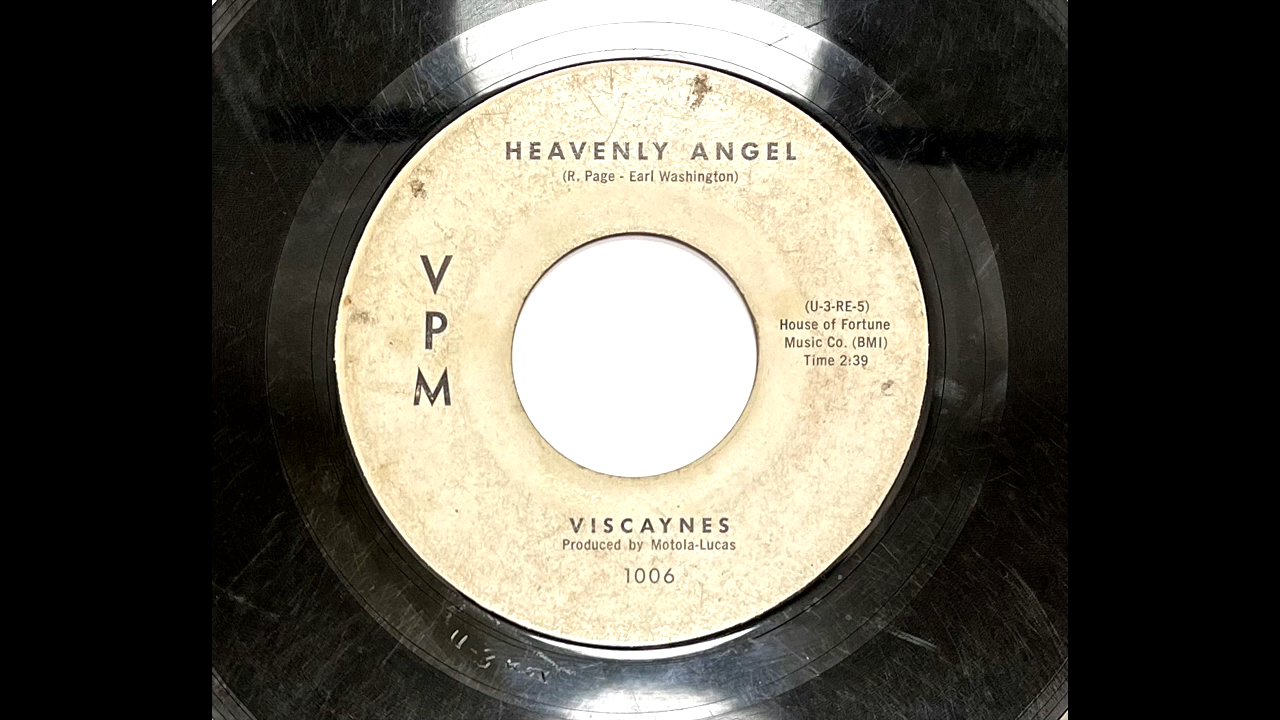 HEAVENLY ANGEL
(R. Page - Earl Washington)
V
P
M
(U-3-RE-5)
House of Fortune
Music Co. (BMI)
Time 2:39
VISCAYNES
Produced by Motola-Lucas
1006